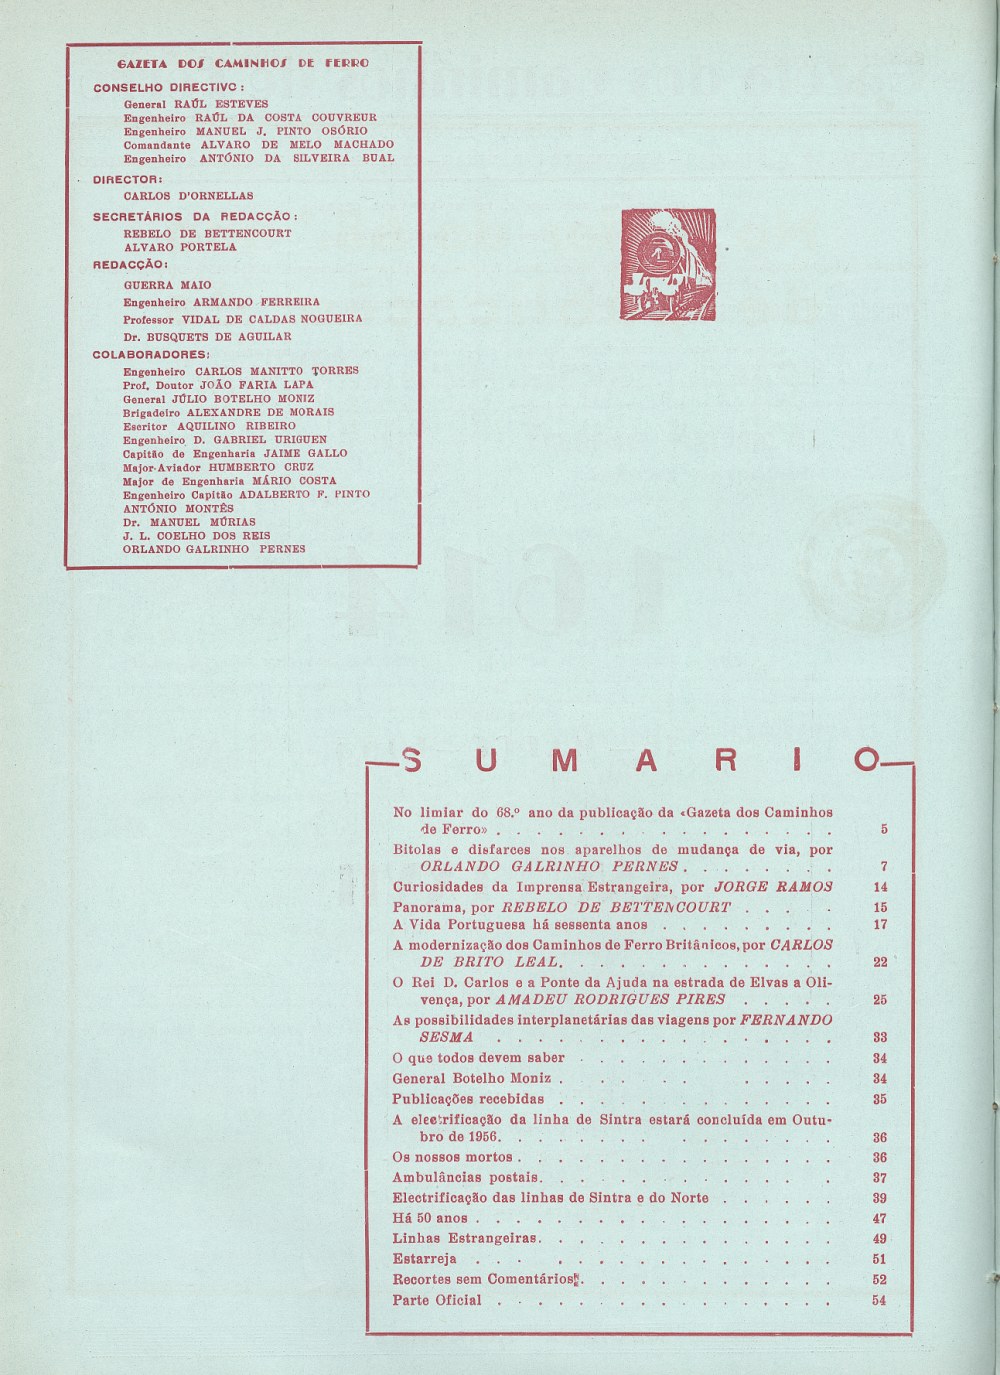 GAZETA DOS CAMINHOS DE FERRO
CONSELHO DIRECTIVO:
General RAÚL ESTEVES
Engenheiro RAÚL DA COSTA COUVREUR
Engenheiro MANUEL J. PINTO OSÓRIO
Comandante ALVARO DE MELO MACHADO
Engenheiro ANTÓNIO DA SILVEIRA BUAL
DIRECTOR:
CARLOS D'ORNELLAS
SECRETÁRIOS DA REDACÇÃO:
REBELO DE BETTENCOURT
ALVARO PORTELA
REDACÇÃO:
GUERRA MAIO
Engenheiro ARMANDO FERREIRA
Professor VIDAL DE CALDAS NOGUEIRA
Dr. BUSQUETS DE AGUILAR
COLABORADORES:
Engenheiro CARLOS MANITTO TORRES
Prof. Doutor JOÃO FARIA LAPA
General JÚLIO BOTELHO MONIZ
Brigadeiro ALEXANDRE DE MORAIS
Escritor AQUILINO RIBEIRO
Engenheiro D. GABRIEL URIGUEN
Capitão de Engenharia JAIME GALLO
Major-Aviador HUMBERTO CRUZ
Major de Engenharia MÁRIO COSTA
Engenheiro Capitão ADALBERTO F. PINTO
ANTÓNIO MONTÊS
Dr. MANUEL MÚRIAS
J. L. COELHO DOS REIS
ORLANDO GALRINHO PERNES
SUMARIO
No limiar do 68.º ano da publicação da «Gazeta dos Caminhos
de Ferro» . . . . . . . . . . . . . . . . . 5
Bitolas e disfarces nos aparelhos de mudança de via, por
ORLANDO GALRINHO PERNES . . . . . . . . 7
Curiosidades da Imprensa Estrangeira, por JORGE RAMOS 14
Panorama, por REBELO DE BETTENCOURT . . . . . 15
A Vida Portuguesa há sessenta anos . . . . . . . . . 17
A modernização dos Caminhos de Ferro Britânicos, por CARLOS
DE BRITO LEAL. . . . . . . . . . . . . . 22
O Rei D. Carlos e a Ponte da Ajuda na estrada de Elvas a Oli-
vença, por AMADEU RODRIGUES PIRES . . . . . 25
As possibilidades interplanetárias das viagens por FERNANDO
SESMA . . . . . . . . . . . . . . . . . 33
O que todos devem saber . . . . . . . . . . . . . 34
General Botelho Moniz . . . . . . . . . . . 34
Publicações recebidas . . . . . . . . . . . . . . 35
A electrificação da linha de Sintra estará concluída em Outu-
bro de 1956. . . . . . . . . . . . . . . . . 36
Os nossos mortos . . . . . . . . . . . . . . . . 36
Ambulâncias postais. . . . . . . . . . . . . . 37
Electrificação das linhas de Sintra e do Norte . . . . . . 39
Há 50 anos . . . . . . . . . . . . . . . . . . 47
Linhas Estrangeiras. . . . . . . . . . . . . . . 49
Estarreja . . . . . . . . . . . . . . . . . 51
Recortes sem Comentários . . . . . . . . . . . . . 52
Parte Oficial . . . . . . . . . . . . . . . . . 54